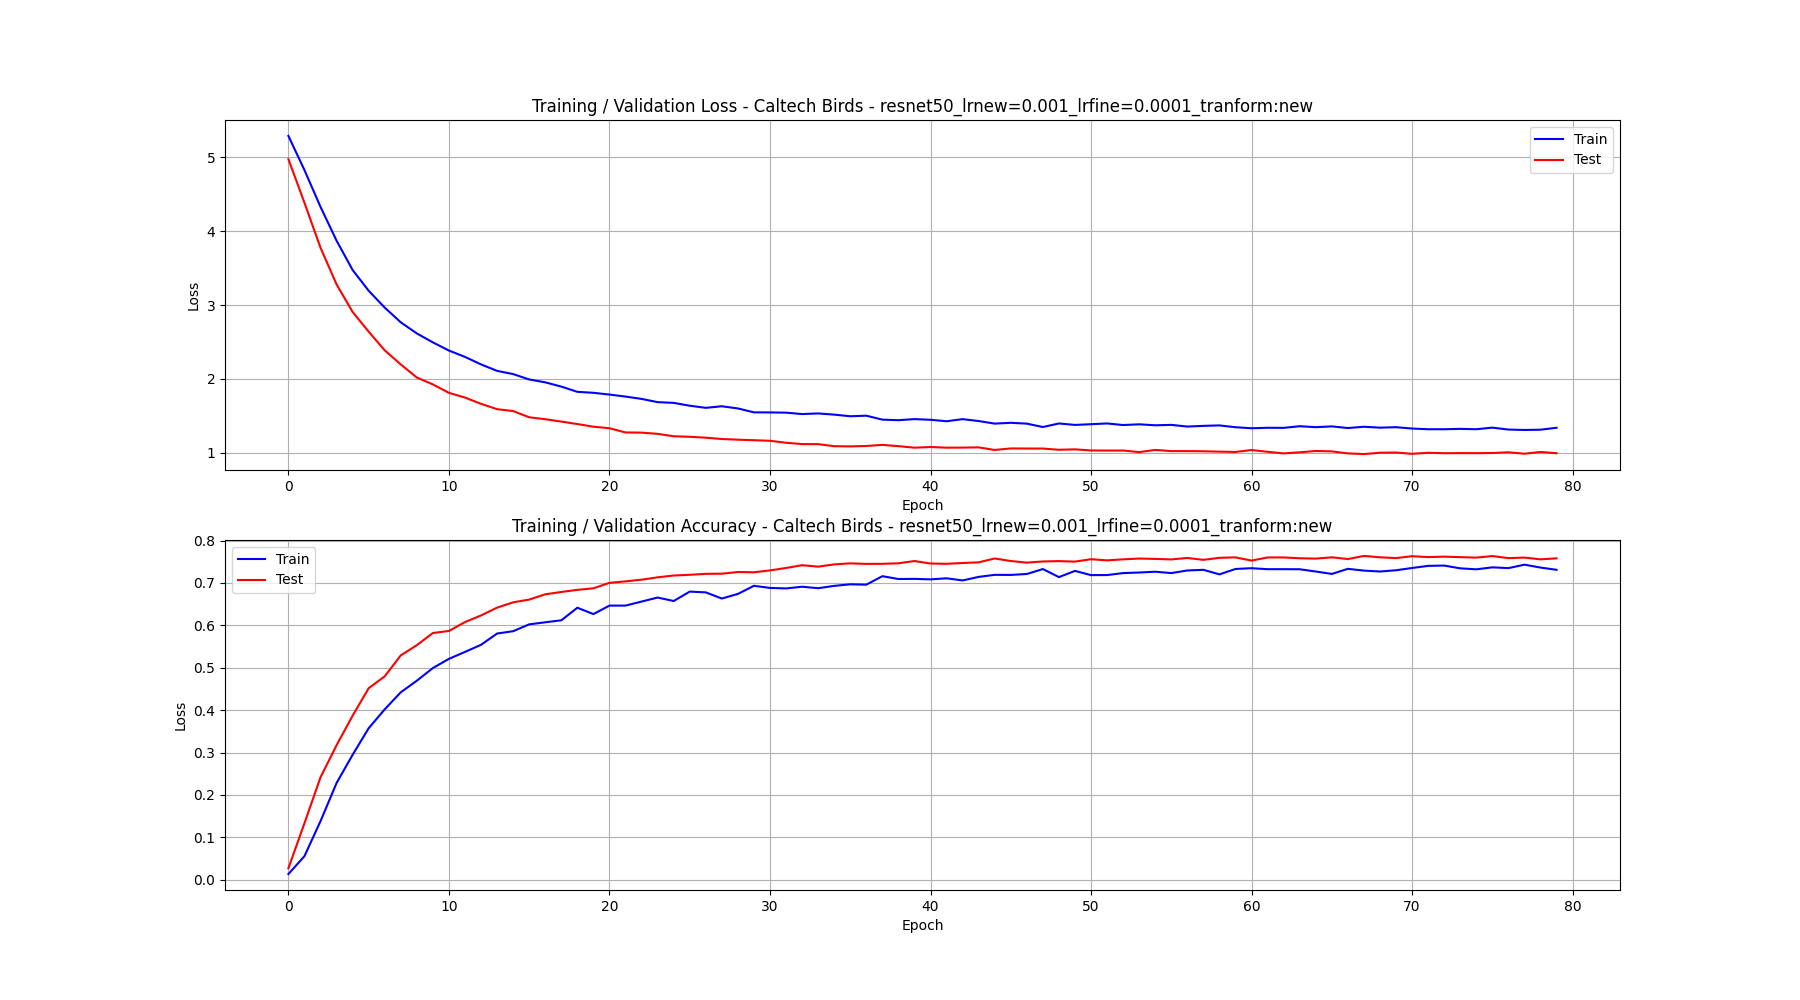 Training / Validation Loss - Caltech Birds - resnet50_lrnew=0.001_lrfine=0.0001_tranform:new
Train
Test
5
4
3
2
1
Loss
0 10 20 30 40 50 60 70 80
Epoch
Training / Validation Accuracy - Caltech Birds - resnet50_lrnew=0.001_lrfine=0.0001_tranform:new
Train
Test
0.8
0.7
0.6
0.5
0.4
0.3
0.2
0.1
0.0
Loss
0 10 20 30 40 50 60 70 80
Epoch